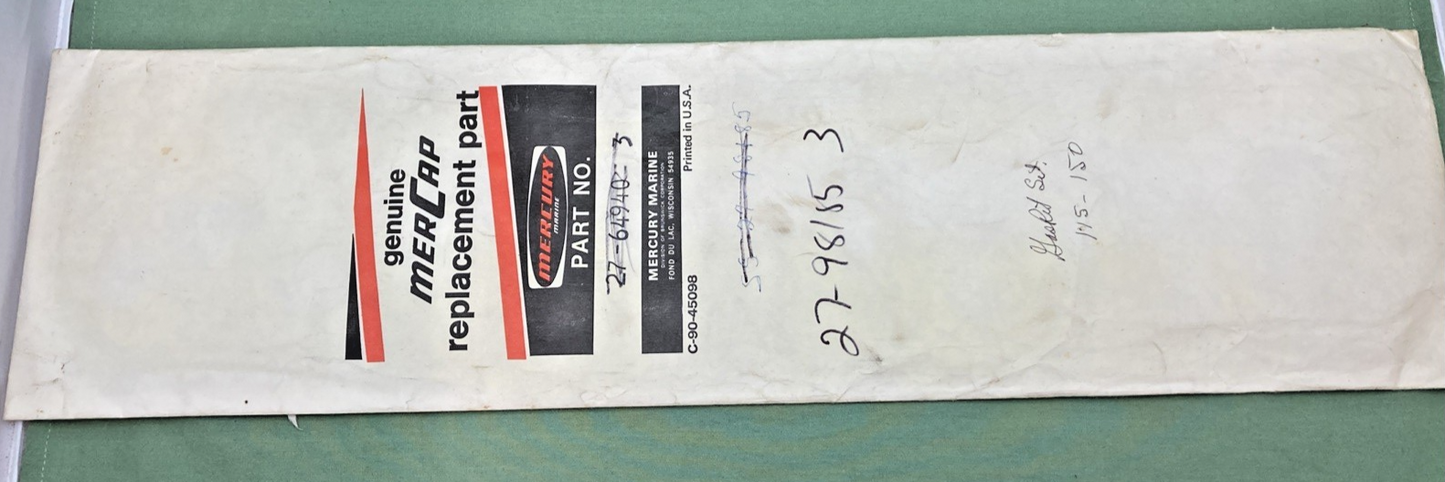 genuine
MERCAP
replacement part
MERCURY
MARINE
PART NO.
27-64940-3
MERCURY MARINE
DIVISION OF BRUNSWICK CORPORATION
FOND DU LAC, WISCONSIN 54935
C-90-45098 Printed in U.S.A.
27-98185 3
Gasket Set.
175-150